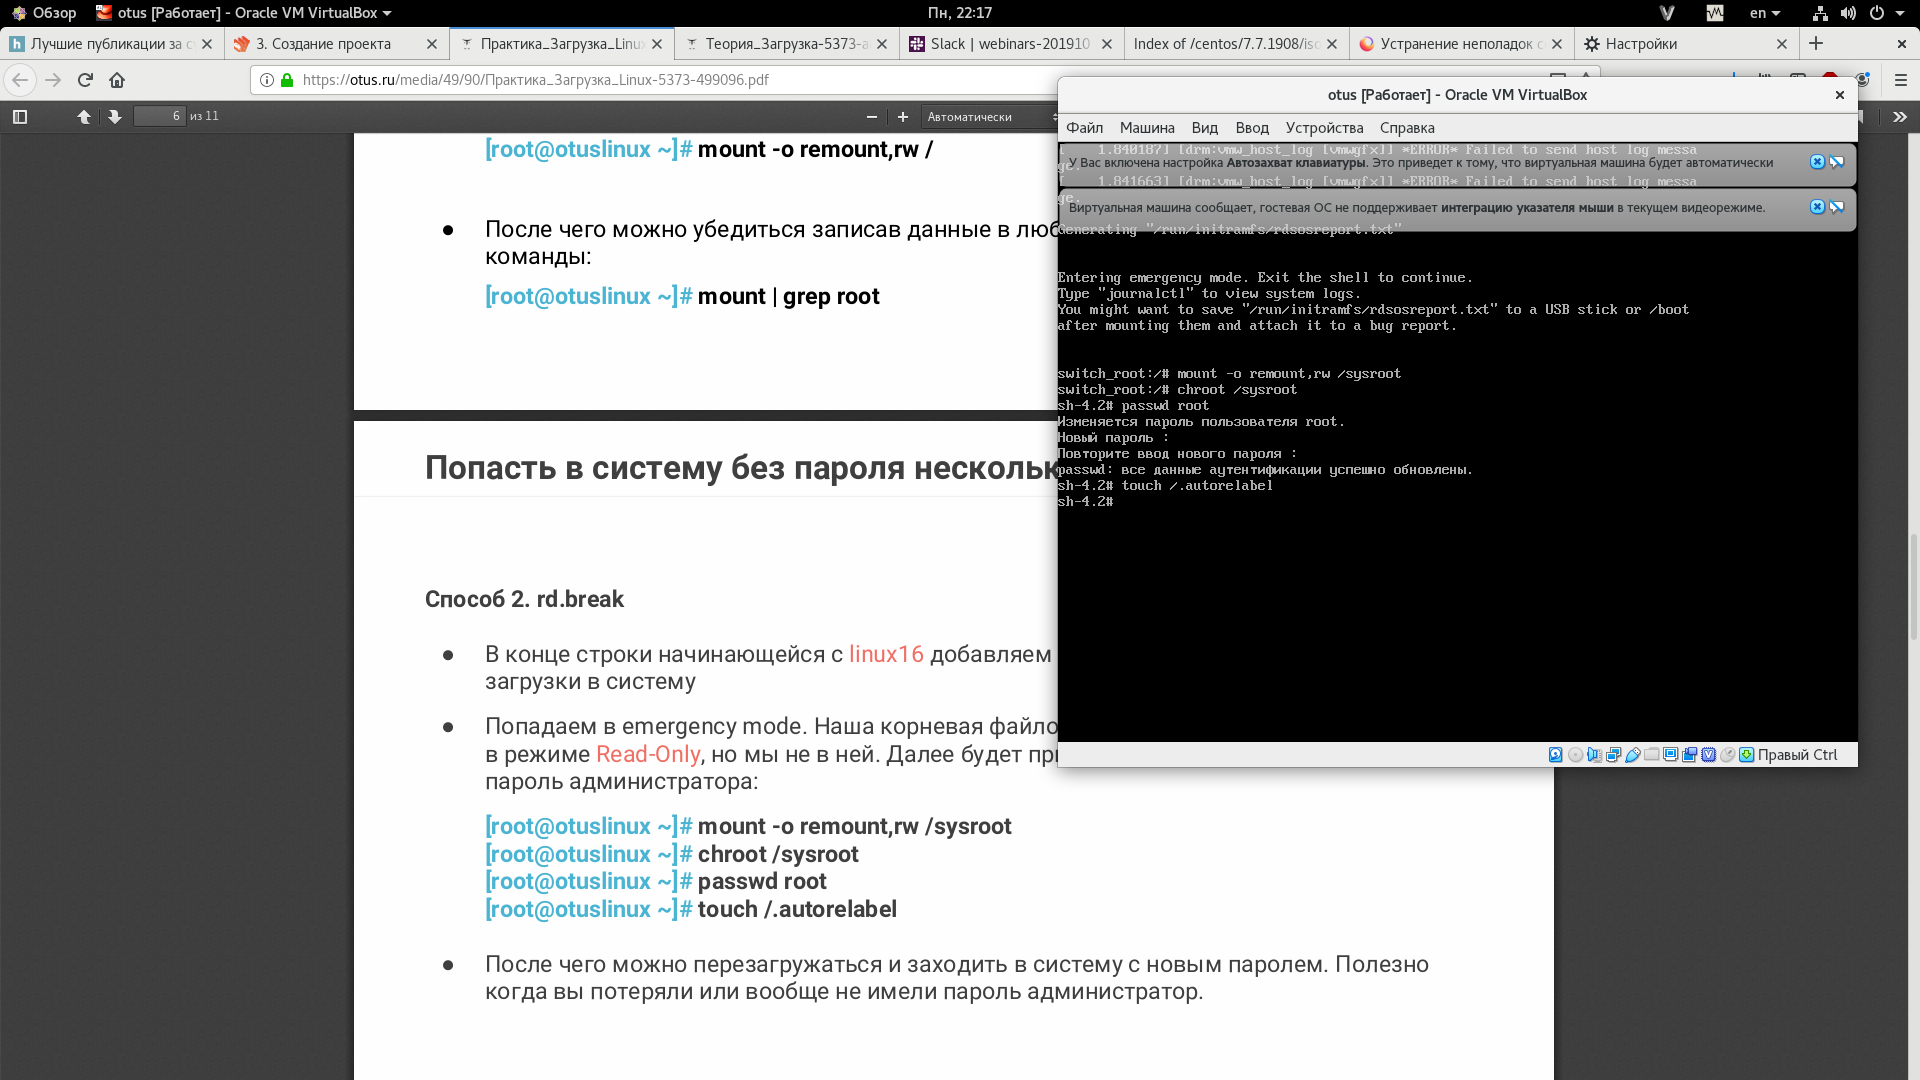 Обзор
otus [Работает] - Oracle VM VirtualBox
Пн, 22:17
en
Лучшие публикации за с
3. Создание проекта
Практика_Загрузка_Linu
Теория_Загрузка-5373-
Slack | webinars-201910
Index of /centos/7.7.1908/iso
Устранение неполадок
Настройки
https://otus.ru/media/49/90/Практика_Загрузка_Linux-5373-499096.pdf
6 из 11
Автоматически
[root@otuslinux ~]# mount -o remount,rw /
После чего можно убедиться записав данные в люб
команды:
[root@otuslinux ~]# mount | grep root
Попасть в систему без пароля нескольк
Способ 2. rd.break
В конце строки начинающейся с linux16 добавляем
загрузки в систему
Попадаем в emergency mode. Наша корневая файло
в режиме Read-Only, но мы не в ней. Далее будет при
пароль администратора:
[root@otuslinux ~]# mount -o remount,rw /sysroot
[root@otuslinux ~]# chroot /sysroot
[root@otuslinux ~]# passwd root
[root@otuslinux ~]# touch /.autorelabel
После чего можно перезагружаться и заходить в систему с новым паролем. Полезно
когда вы потеряли или вообще не имели пароль администратор.
otus [Работает] - Oracle VM VirtualBox
Файл Машина Вид Ввод Устройства Справка
[ 1.840187] [drm:vmw_host_log [vmwgfx]] *ERROR* Failed to send host log messa
ge.
У Вас включена настройка Автозахват клавиатуры. Это приведет к тому, что виртуальная машина будет автоматически
[ 1.841663] [drm:vmw_host_log [vmwgfx]] *ERROR* Failed to send host log messa
ge.
Виртуальная машина сообщает, гостевая ОС не поддерживает интеграцию указателя мыши в текущем видеорежиме.
Generating "/run/initramfs/rdsosreport.txt"
Entering emergency mode. Exit the shell to continue.
Type "journalctl" to view system logs.
You might want to save "/run/initramfs/rdsosreport.txt" to a USB stick or /boot
after mounting them and attach it to a bug report.
switch_root:/# mount -o remount,rw /sysroot
switch_root:/# chroot /sysroot
sh-4.2# passwd root
Изменяется пароль пользователя root.
Новый пароль :
Повторите ввод нового пароля :
passwd: все данные аутентификации успешно обновлены.
sh-4.2# touch /.autorelabel
sh-4.2#
Правый Ctrl